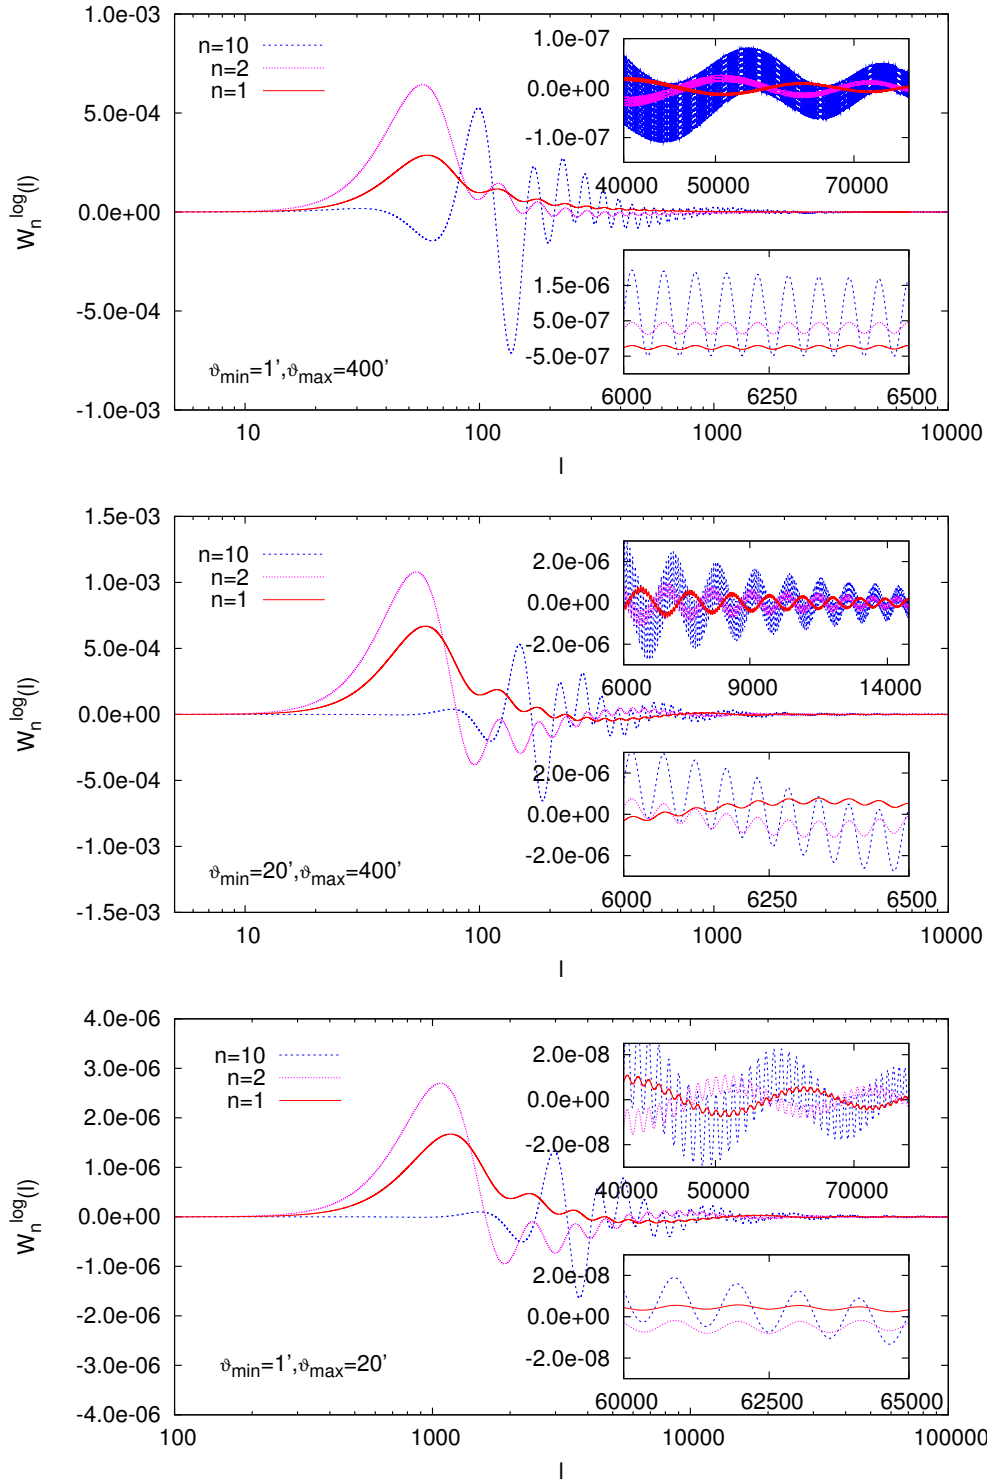 1.0e-03
5.0e-04
0.0e+00
-5.0e-04
-1.0e-03
W_n^log(l)
n=10
n=2
n=1
1.0e-07
0.0e+00
-1.0e-07
40000 50000 70000
1.5e-06
5.0e-07
-5.0e-07
6000 6250 6500
ϑmin=1',ϑmax=400'
10 100 1000 10000
l
1.5e-03
1.0e-03
5.0e-04
0.0e+00
-5.0e-04
-1.0e-03
-1.5e-03
W_n^log(l)
n=10
n=2
n=1
2.0e-06
0.0e+00
-2.0e-06
6000 9000 14000
2.0e-06
0.0e+00
-2.0e-06
6000 6250 6500
ϑmin=20',ϑmax=400'
10 100 1000 10000
l
4.0e-06
3.0e-06
2.0e-06
1.0e-06
0.0e+00
-1.0e-06
-2.0e-06
-3.0e-06
-4.0e-06
W_n^log(l)
n=10
n=2
n=1
2.0e-08
0.0e+00
-2.0e-08
40000 50000 70000
2.0e-08
0.0e+00
-2.0e-08
60000 62500 65000
ϑmin=1',ϑmax=20'
100 1000 10000 100000
l